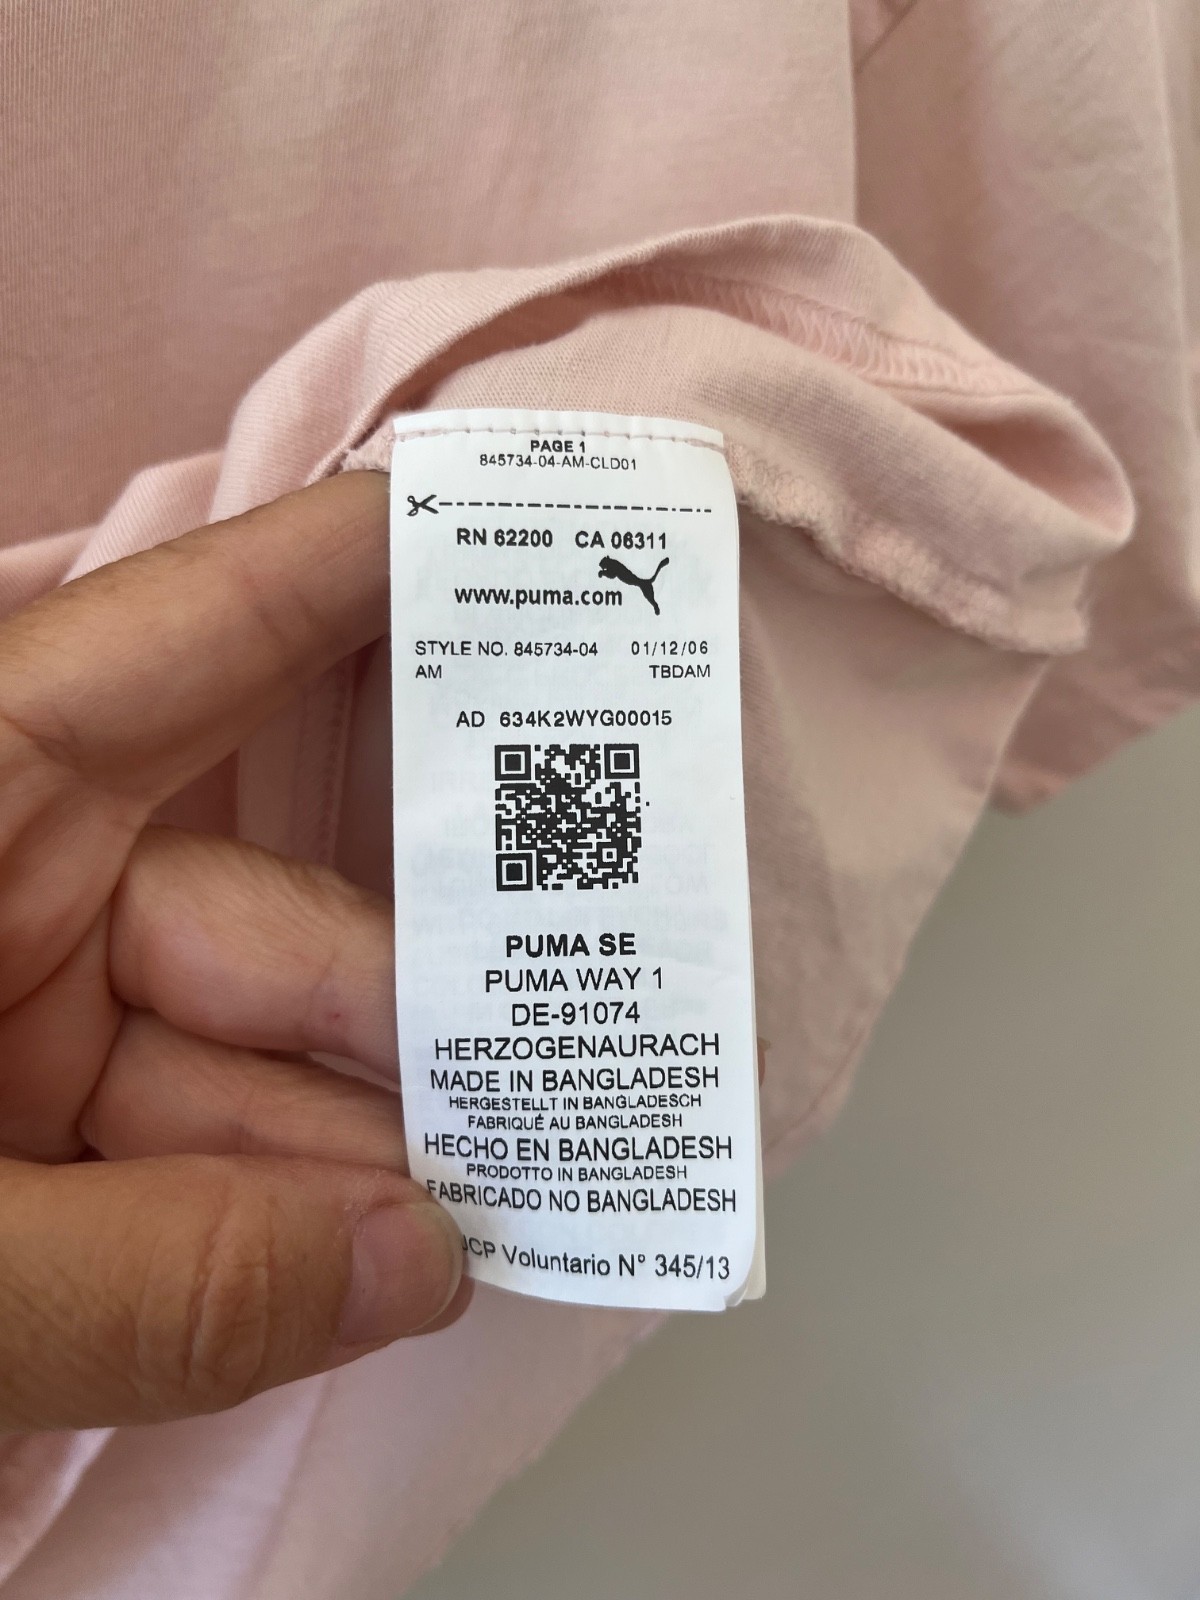 PAGE 1
845734-04-AM-CLD01
RN 62200 CA 06311
www.puma.com
STYLE NO. 845734-04 01/12/06
AM TBDAM
AD 634K2WYG00015
PUMA SE
PUMA WAY 1
DE-91074
HERZOGENAURACH
MADE IN BANGLADESH
HERGESTELLT IN BANGLADESCH
FABRIQUÉ AU BANGLADESH
HECHO EN BANGLADESH
PRODOTTO IN BANGLADESH
FABRICADO NO BANGLADESH
Voluntario N° 345/13